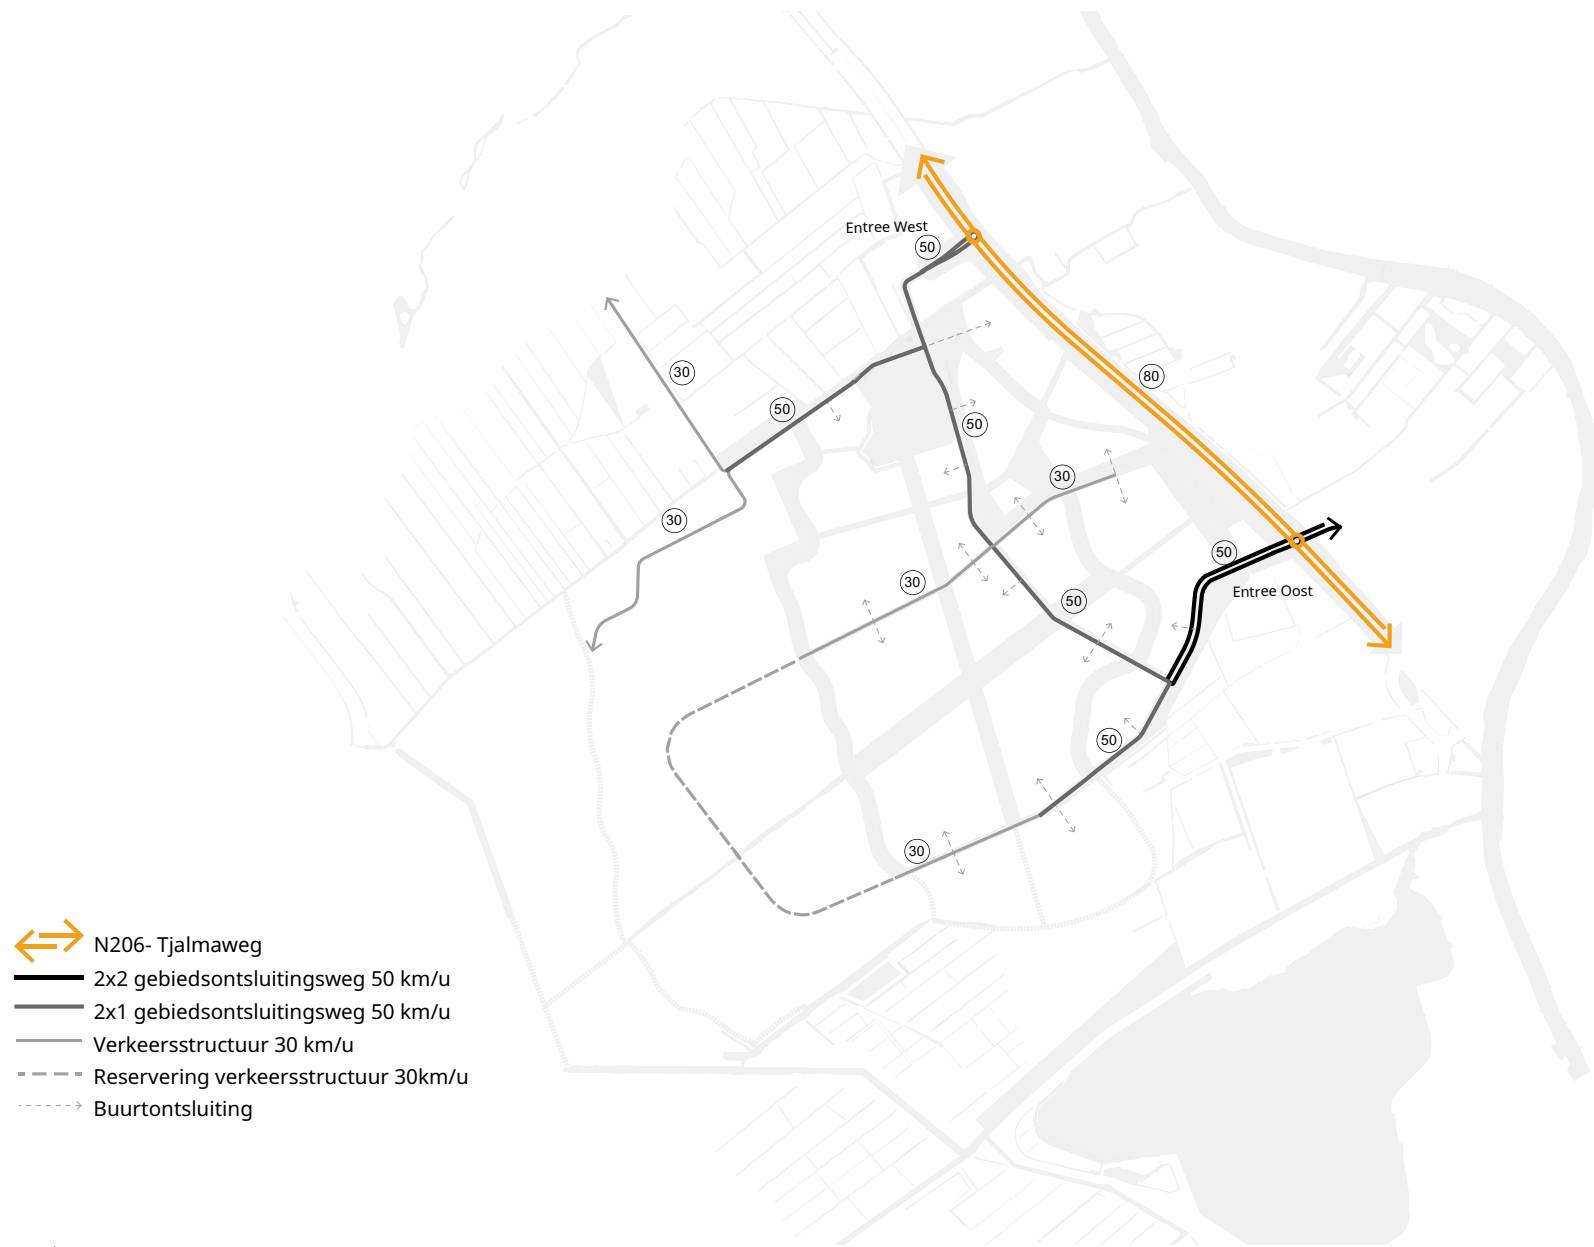 Entree West
50
30
80
50
50
30
30
50
30
50
Entree Oost
50
30
N206- Tjalmaweg
2x2 gebiedsontsluitingsweg 50 km/u
2x1 gebiedsontsluitingsweg 50 km/u
Verkeersstructuur 30 km/u
Reservering verkeersstructuur 30km/u
Buurtontsluiting